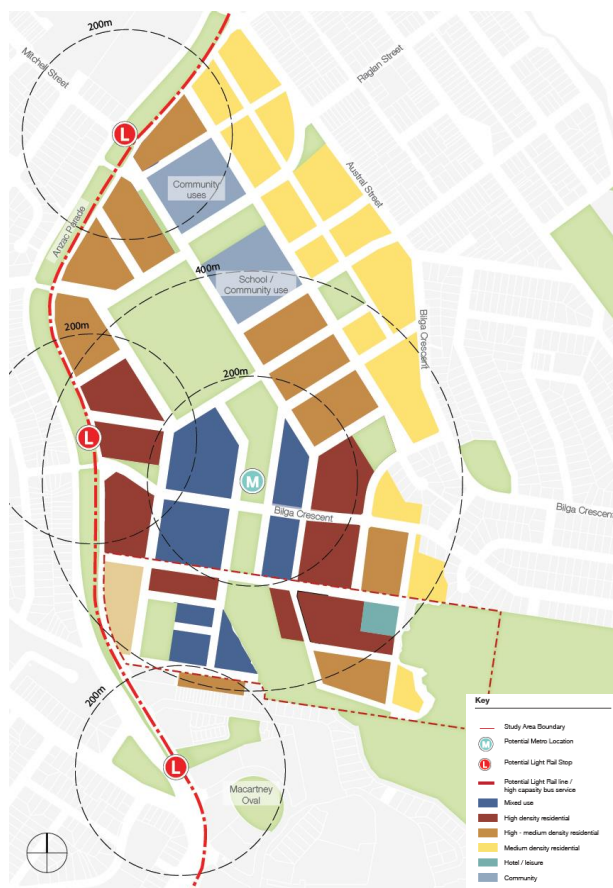 200m
Mitchell Street
Raglan Street
L
Community
uses
Austral Street
Anzac Parade
400m
School /
Community use
Bilga Crescent
200m
200m
L
M
Bilga Crescent
Bilga Crescent
200m
L
Macartney
Oval
Key
Study Area Boundary
M
Potential Metro Location
L
Potential Light Rail Stop
Potential Light Rail line /
high capasity bus service
Mixed use
High density residential
High - medium density residential
Medium density residential
Hotel / leisure
Community